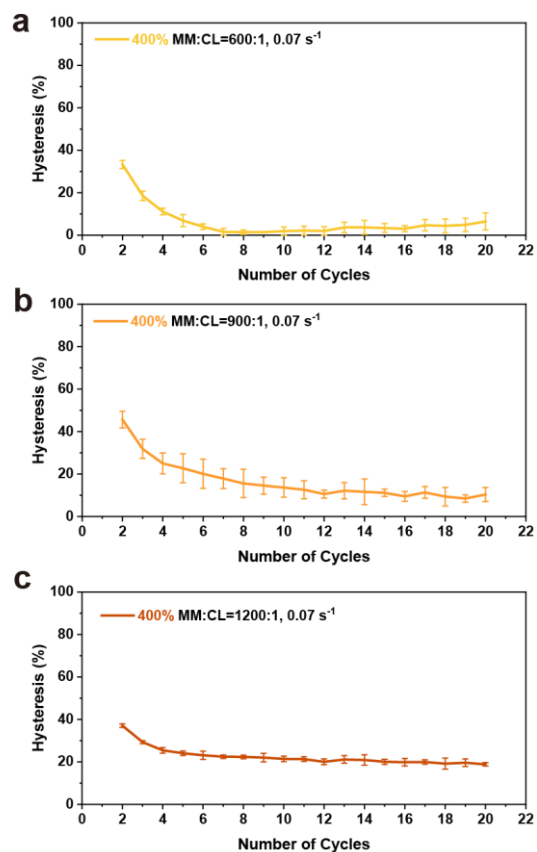 a
400% MM:CL=600:1, 0.07 s⁻¹
Hysteresis (%)
100
80
60
40
20
0
0 2 4 6 8 10 12 14 16 18 20 22
Number of Cycles
b
400% MM:CL=900:1, 0.07 s⁻¹
Hysteresis (%)
100
80
60
40
20
0
0 2 4 6 8 10 12 14 16 18 20 22
Number of Cycles
c
400% MM:CL=1200:1, 0.07 s⁻¹
Hysteresis (%)
100
80
60
40
20
0
0 2 4 6 8 10 12 14 16 18 20 22
Number of Cycles